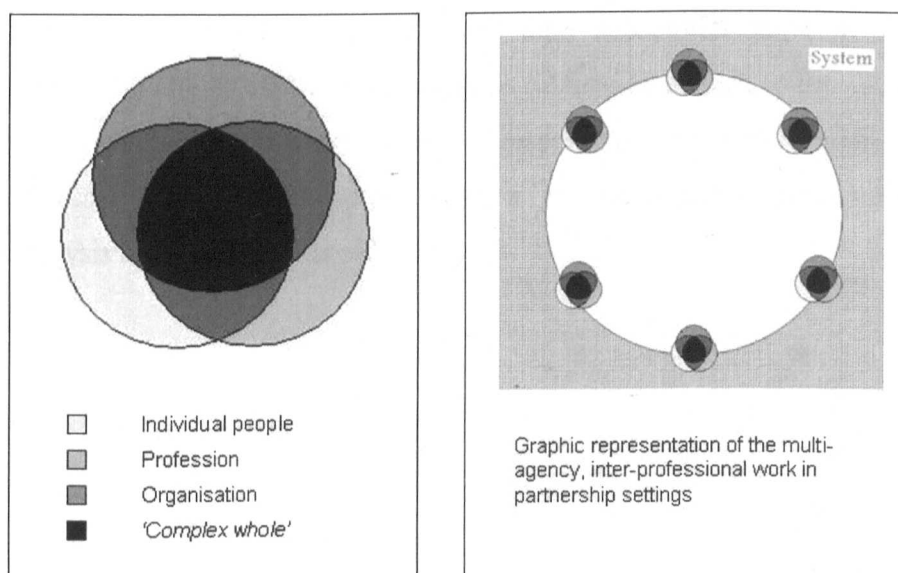 Individual people
Profession
Organisation
'Complex whole'
System
Graphic representation of the multi-
agency, inter-professional work in
partnership settings